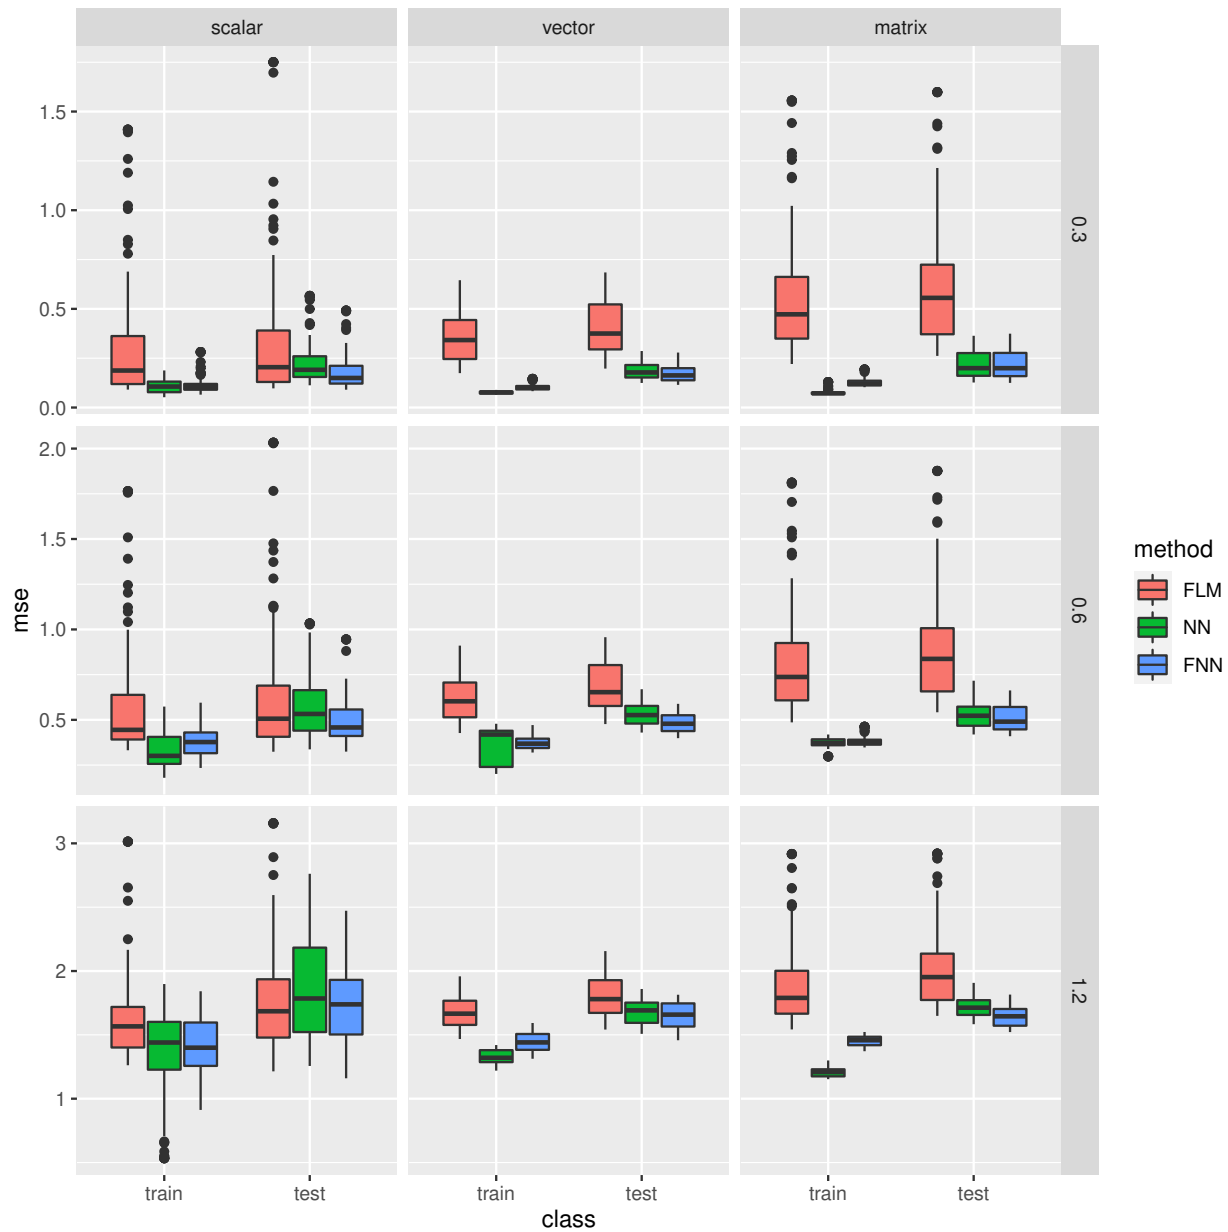 scalar vector matrix
1.5
1.0
0.5
0.0
0.3
2.0
1.5
1.0
0.5
0.6
3
2
1
1.2
mse
train test train test train test
class
method
FLM
NN
FNN